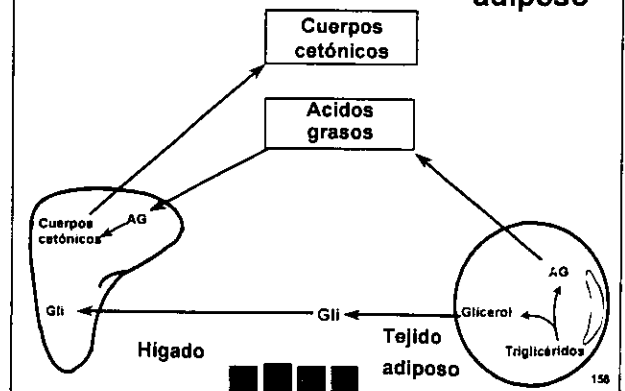 adiposo
Cuerpos
cetónicos
Acidos
grasos
Cuerpos
cetónicos
AG
AG
Gli
Gli
Glicerol
Triglicéridos
Hígado
Tejido
adiposo
158